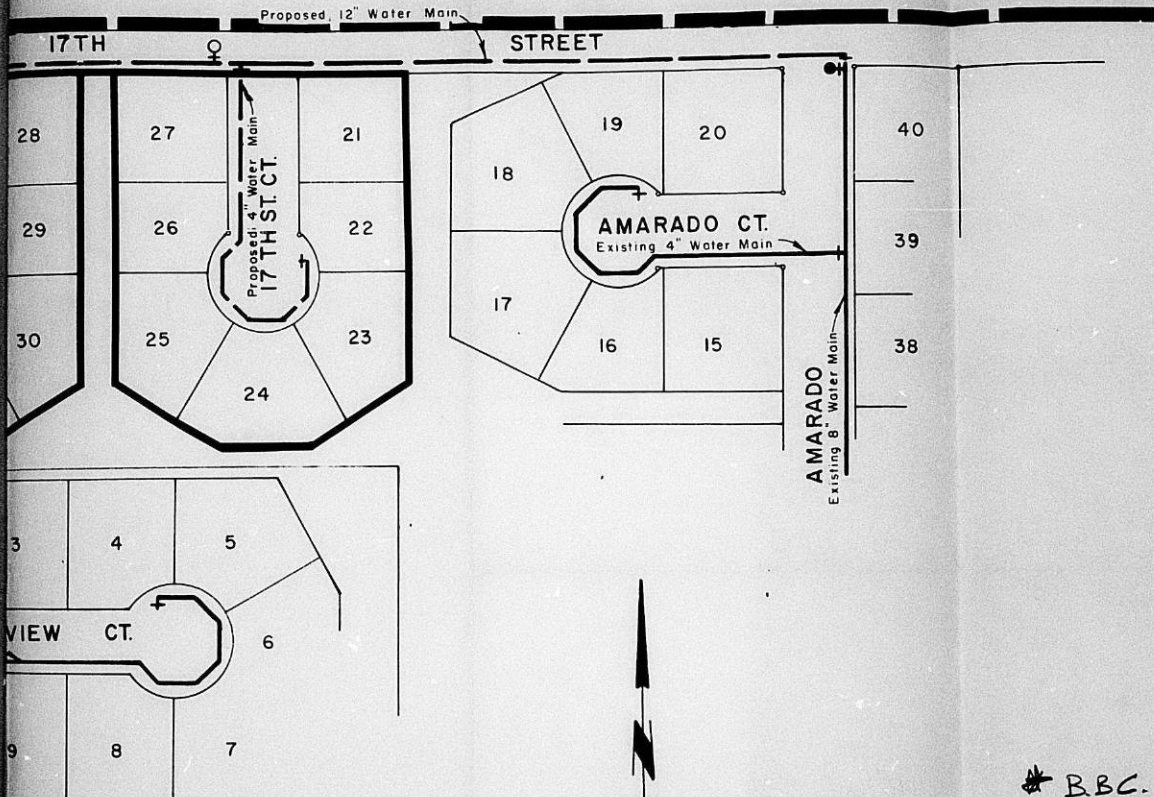 Proposed, 12" Water Main
17TH STREET
28
27
21
19
20
40
18
Proposed, 4" Water Main
17 TH ST. CT.
29
26
22
AMARADO CT.
Existing 4" Water Main
39
30
25
23
17
16
15
38
24
AMARADO
Existing 8" Water Main
3
4
5
VIEW CT.
6
9
8
7
N
# B.B.C.